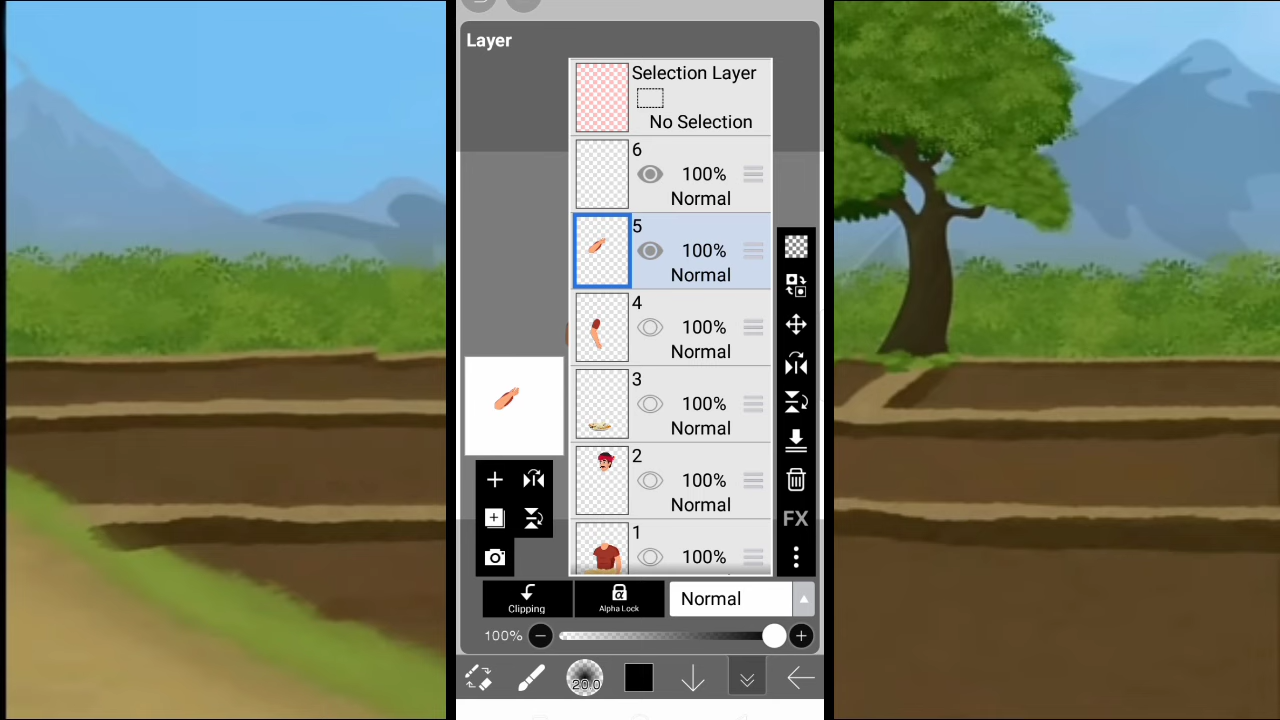 Layer
Selection Layer
No Selection
6
100%
Normal
5
100%
Normal
4
100%
Normal
3
100%
Normal
2
100%
Normal
1
100%
FX
Clipping
α
Alpha Lock
Normal
100%
20.0